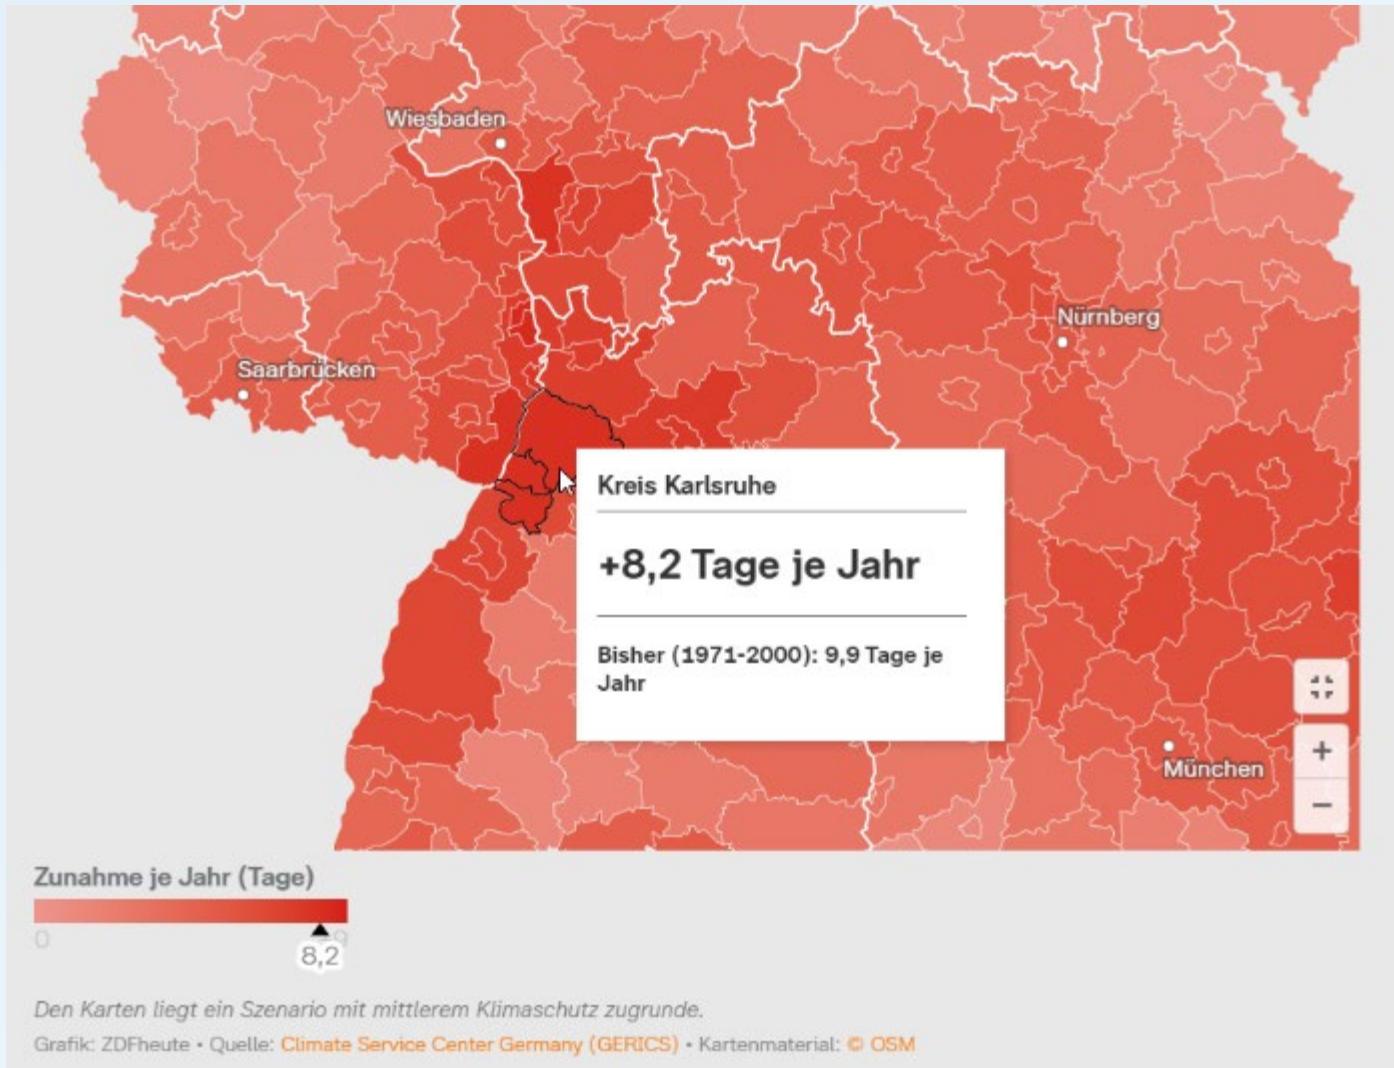 Wiesbaden
Nürnberg
Saarbrücken
Kreis Karlsruhe
+8,2 Tage je Jahr
Bisher (1971-2000): 9,9 Tage je
Jahr
+
−
München
Zunahme je Jahr (Tage)
0
9
8,2
Den Karten liegt ein Szenario mit mittlerem Klimaschutz zugrunde.
Grafik: ZDFheute • Quelle: Climate Service Center Germany (GERICS) • Kartenmaterial: © OSM